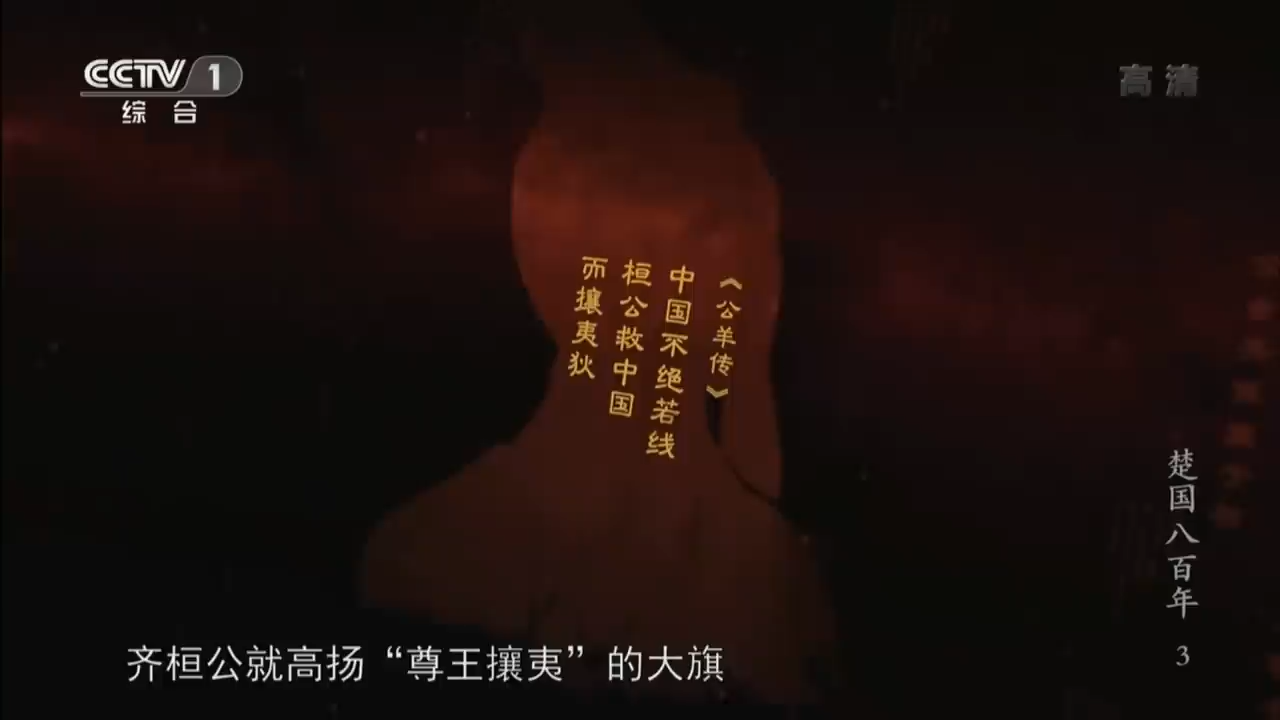 CCTV 1
综合
高清
《公羊传》
中国不绝若线
桓公救中国
而攘夷狄
楚国八百年
3
齐桓公就高扬“尊王攘夷”的大旗